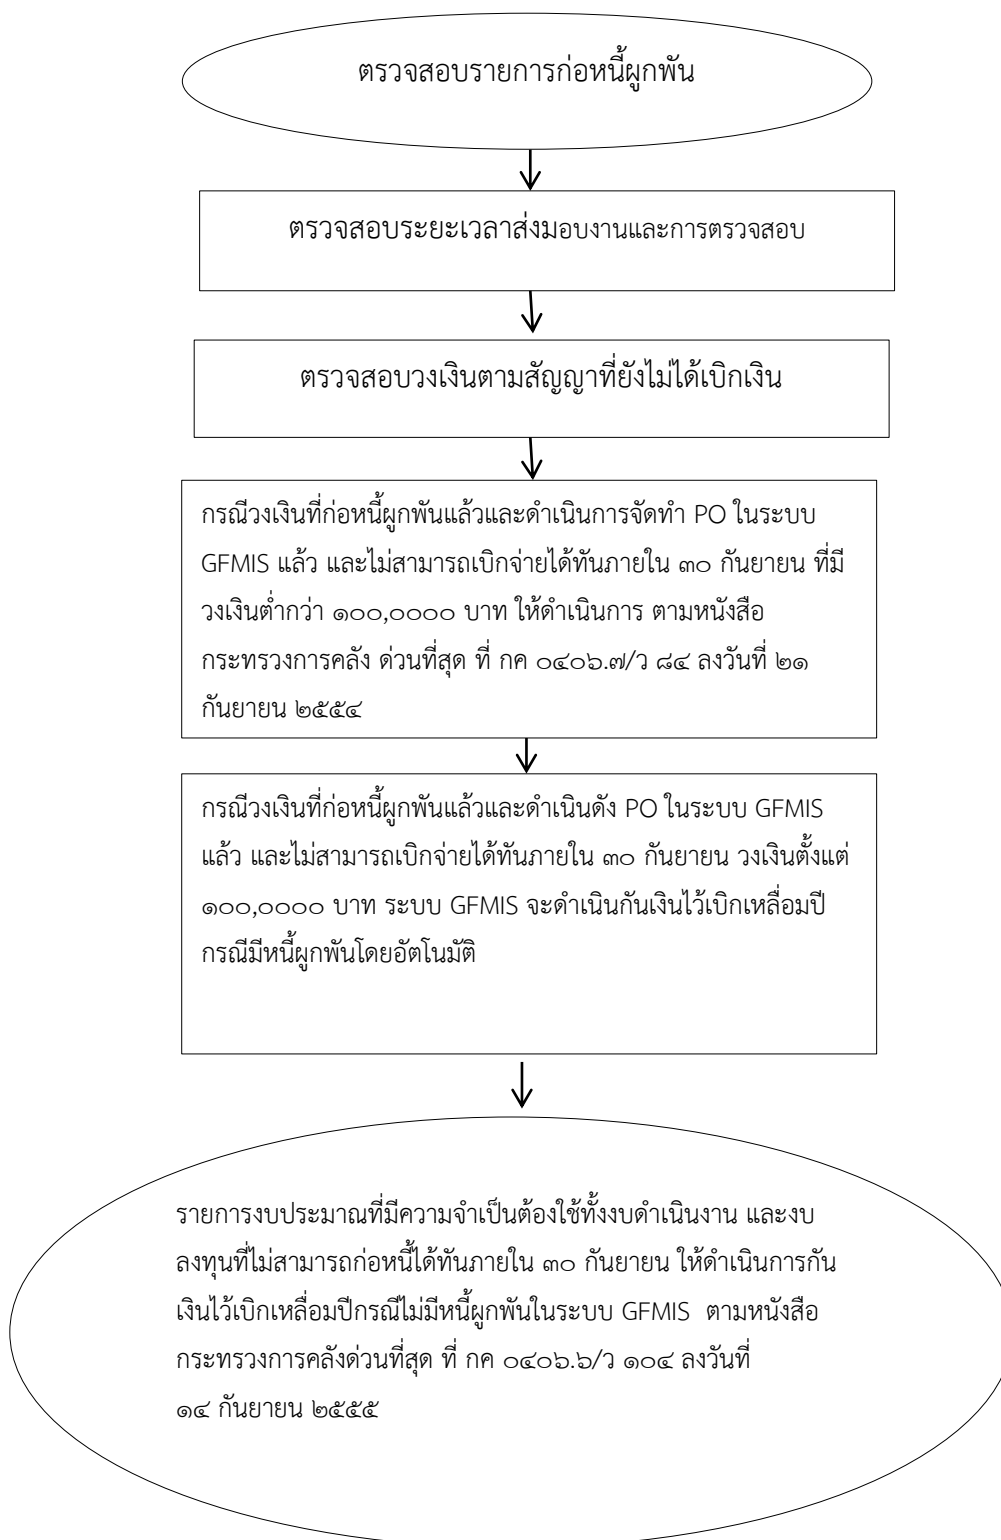 ตรวจสอบรายการก่อหนี้ผูกพัน
ตรวจสอบระยะเวลาส่งมอบงานและการตรวจสอบ
ตรวจสอบวงเงินตามสัญญาที่ยังไม่ได้เบิกเงิน
กรณีวงเงินที่ก่อหนี้ผูกพันแล้วและดำเนินการจัดทำ PO ในระบบ
GFMIS แล้ว และไม่สามารถเบิกจ่ายได้ทันภายใน ๓๐ กันยายน ที่มี
วงเงินต่ำกว่า ๑๐๐,๐๐๐๐ บาท ให้ดำเนินการ ตามหนังสือ
กระทรวงการคลัง ด่วนที่สุด ที่ กค ๐๔๐๖.๗/ว ๘๔ ลงวันที่ ๒๑
กันยายน ๒๕๕๔
กรณีวงเงินที่ก่อหนี้ผูกพันแล้วและดำเนินดัง PO ในระบบ GFMIS
แล้ว และไม่สามารถเบิกจ่ายได้ทันภายใน ๓๐ กันยายน วงเงินตั้งแต่
๑๐๐,๐๐๐๐ บาท ระบบ GFMIS จะดำเนินกันเงินไว้เบิกเหลื่อมปี
กรณีมีหนี้ผูกพันโดยอัตโนมัติ
รายการงบประมาณที่มีความจำเป็นต้องใช้ทั้งงบดำเนินงาน และงบ
ลงทุนที่ไม่สามารถก่อหนี้ได้ทันภายใน ๓๐ กันยายน ให้ดำเนินการกัน
เงินไว้เบิกเหลื่อมปีกรณีไม่มีหนี้ผูกพันในระบบ GFMIS ตามหนังสือ
กระทรวงการคลังด่วนที่สุด ที่ กค ๐๔๐๖.๖/ว ๑๐๔ ลงวันที่
๑๔ กันยายน ๒๕๕๕